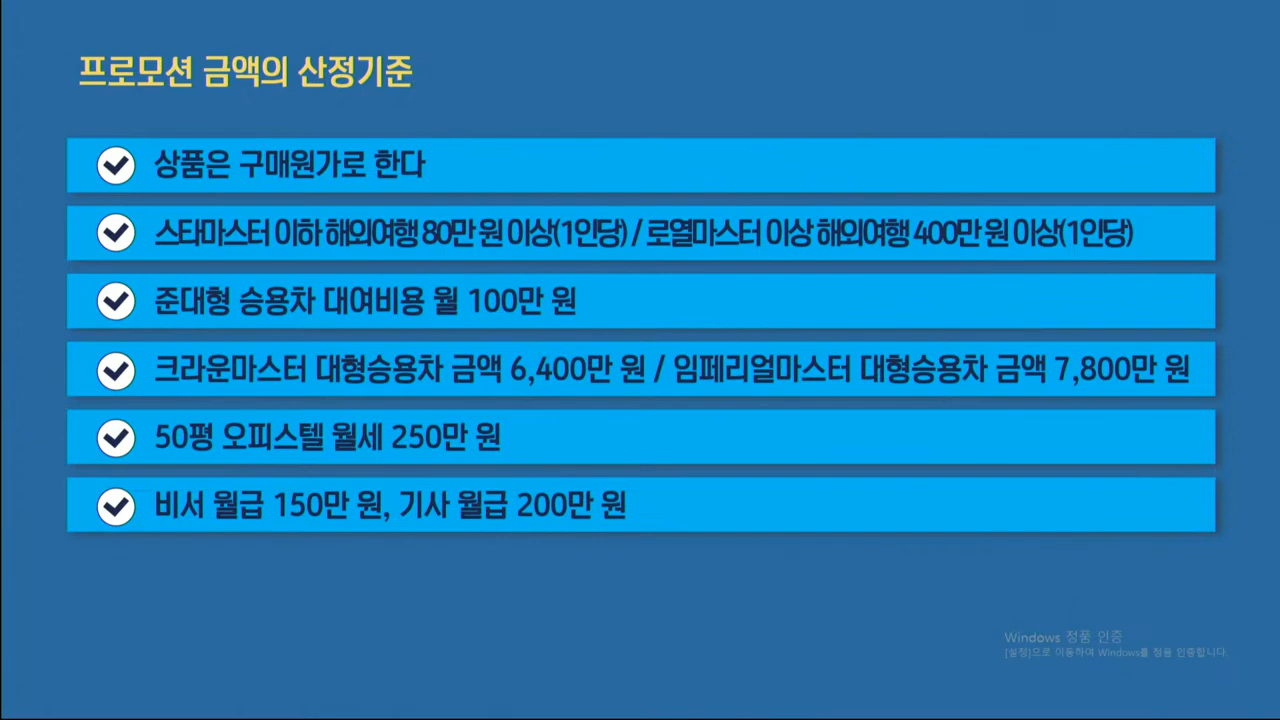 프로모션 금액의 산정기준
상품은 구매원가로 한다
스타마스터 이하 해외여행 80만 원 이상(1인당) / 로열마스터 이상 해외여행 400만 원 이상(1인당)
준대형 승용차 대여비용 월 100만 원
크라운마스터 대형승용차 금액 6,400만 원 / 임페리얼마스터 대형승용차 금액 7,800만 원
50평 오피스텔 월세 250만 원
비서 월급 150만 원, 기사 월급 200만 원
Windows 정품 인증
[설정]으로 이동하여 Windows를 정품 인증합니다.